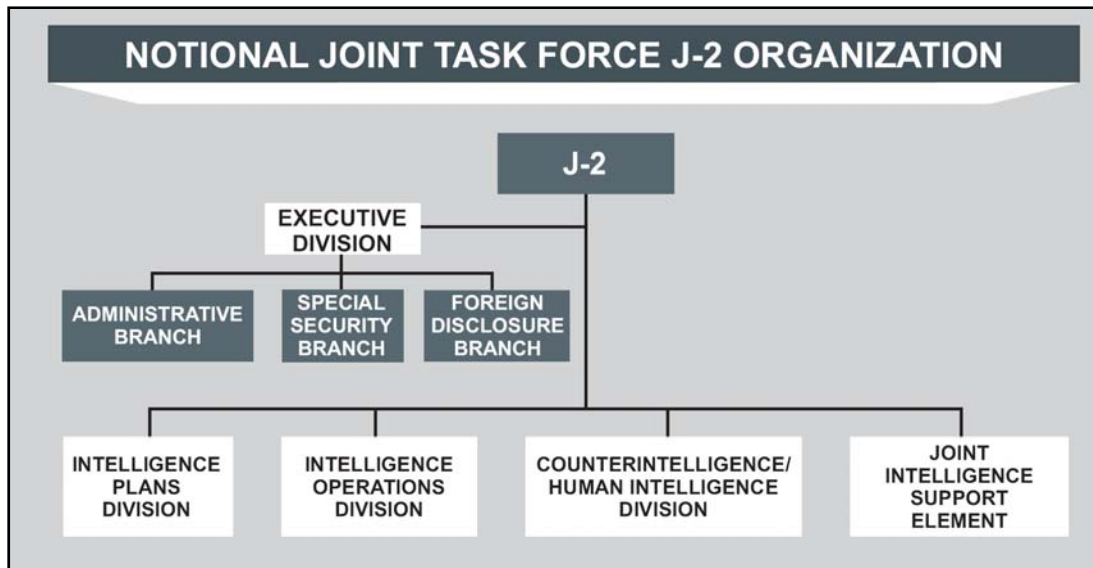 NOTIONAL JOINT TASK FORCE J-2 ORGANIZATION
J-2
EXECUTIVE
DIVISION
ADMINISTRATIVE
BRANCH
SPECIAL
SECURITY
BRANCH
FOREIGN
DISCLOSURE
BRANCH
INTELLIGENCE
PLANS
DIVISION
INTELLIGENCE
OPERATIONS
DIVISION
COUNTERINTELLIGENCE/
HUMAN INTELLIGENCE
DIVISION
JOINT
INTELLIGENCE
SUPPORT
ELEMENT